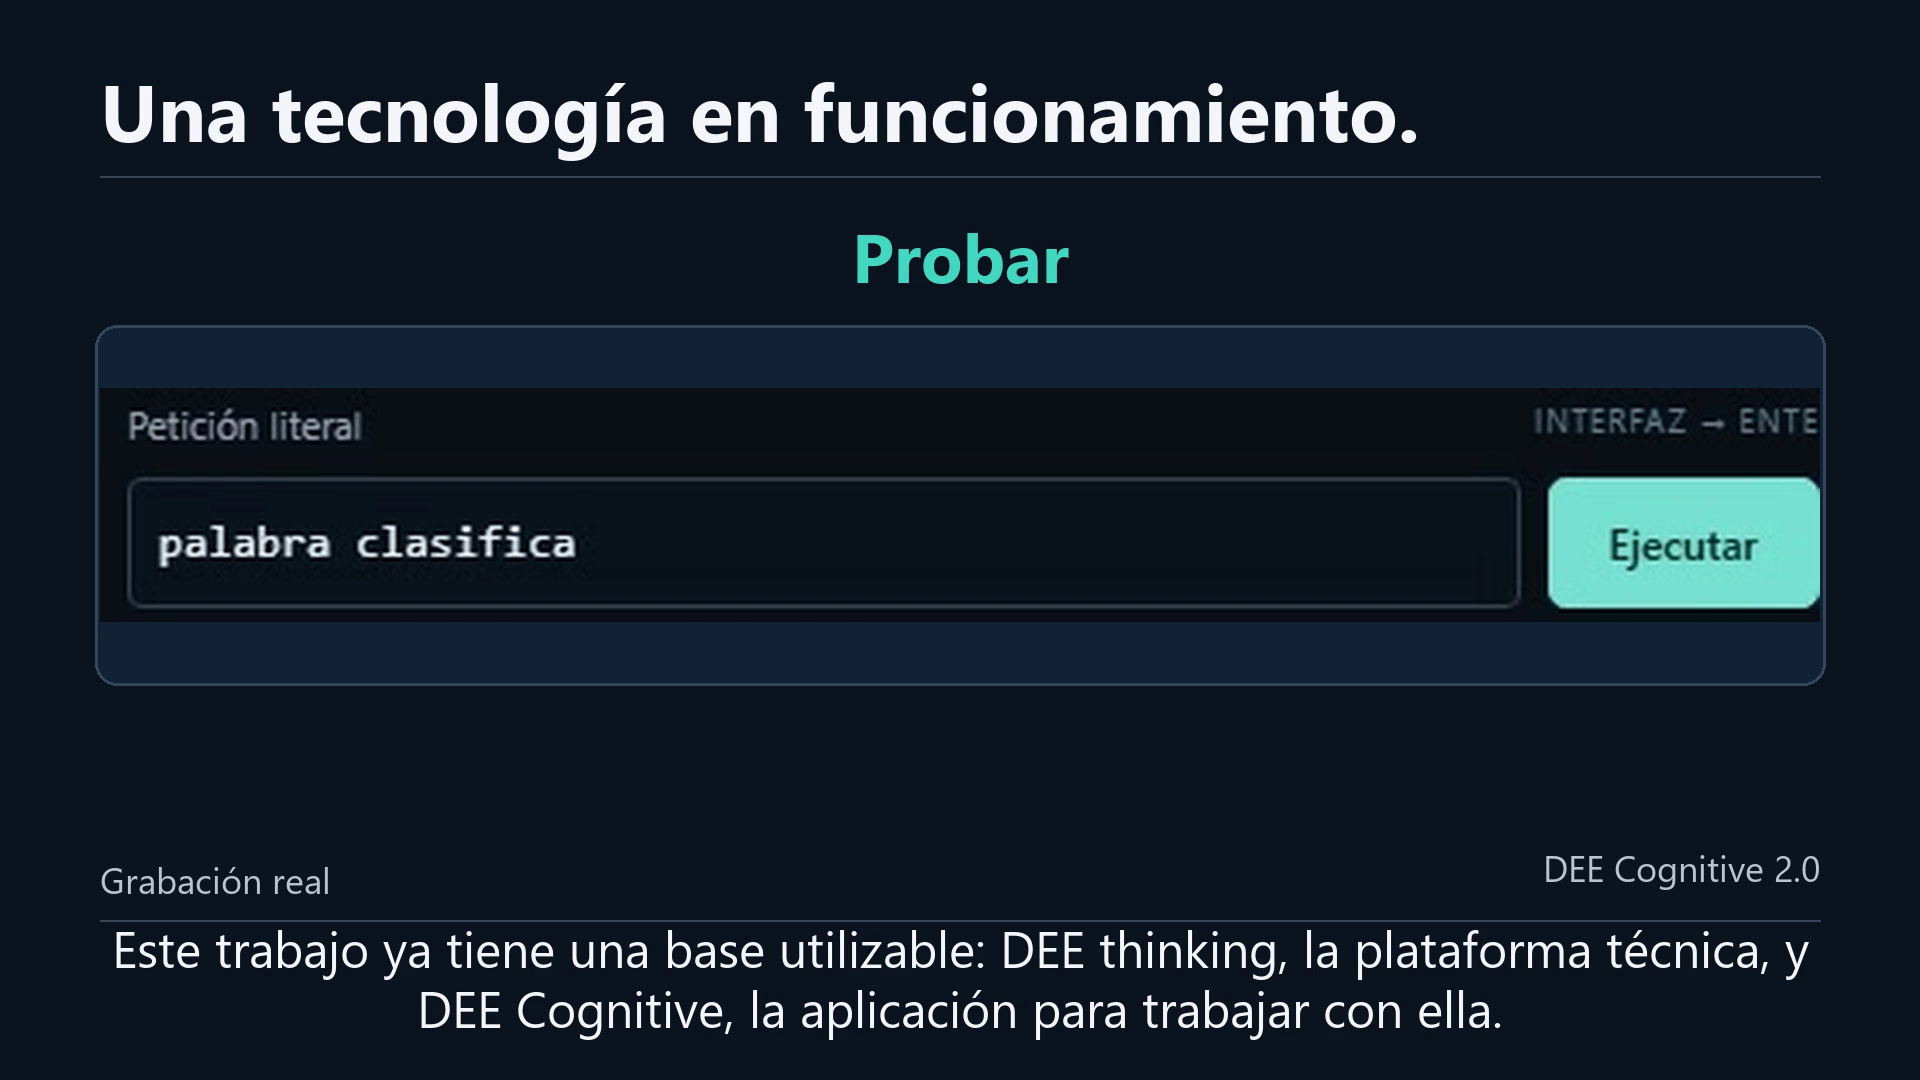 Una tecnología en funcionamiento.
Probar
Petición literal
INTERFAZ → ENTE
palabra clasifica
Ejecutar
Grabación real
DEE Cognitive 2.0
Este trabajo ya tiene una base utilizable: DEE thinking, la plataforma técnica, y
DEE Cognitive, la aplicación para trabajar con ella.